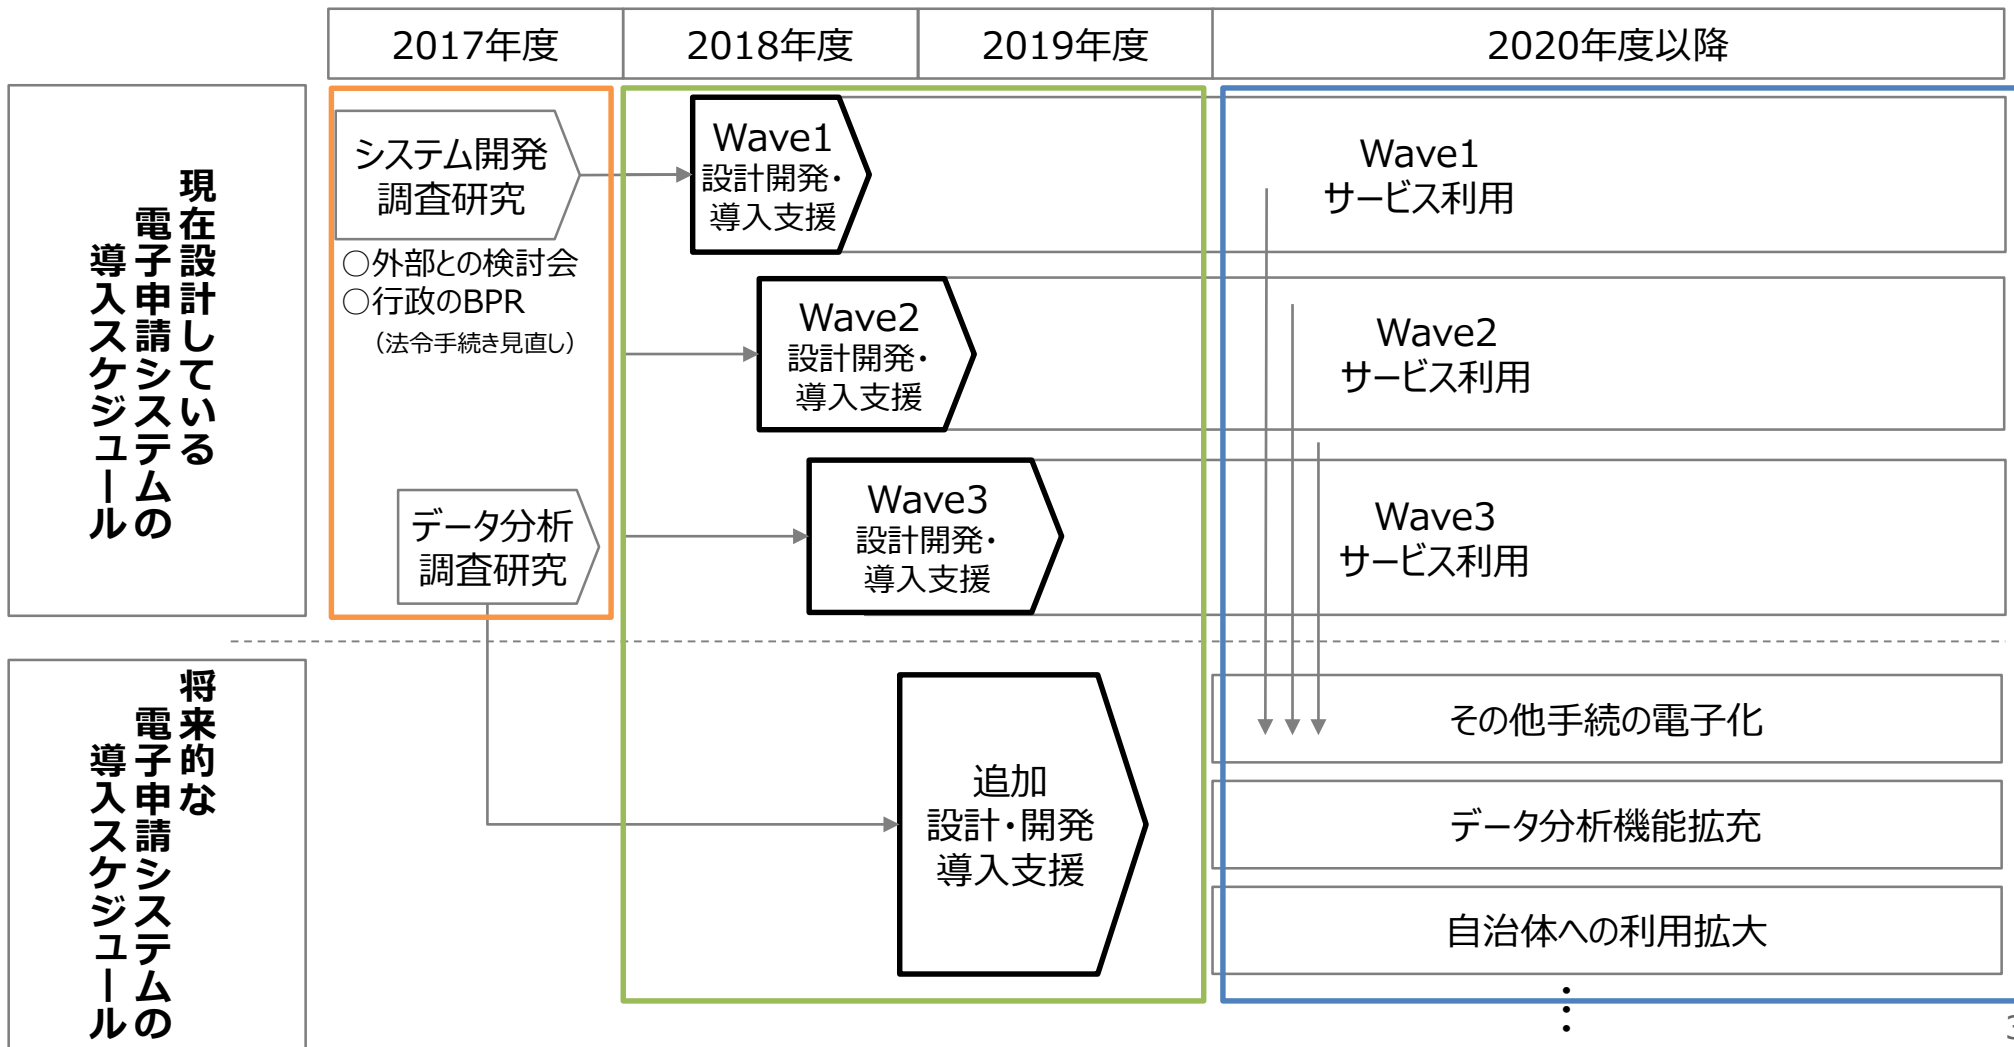 2017年度
2018年度
2019年度
2020年度以降
現在設計している
電子申請システムの
導入スケジュール
システム開発
調査研究
○外部との検討会
○行政のBPR
（法令手続き見直し）
データ分析
調査研究
Wave1
設計開発・
導入支援
Wave1
サービス利用
Wave2
設計開発・
導入支援
Wave2
サービス利用
Wave3
設計開発・
導入支援
Wave3
サービス利用
将来的な
電子申請システムの
導入スケジュール
追加
設計・開発
導入支援
その他手続の電子化
データ分析機能拡充
自治体への利用拡大
⋮